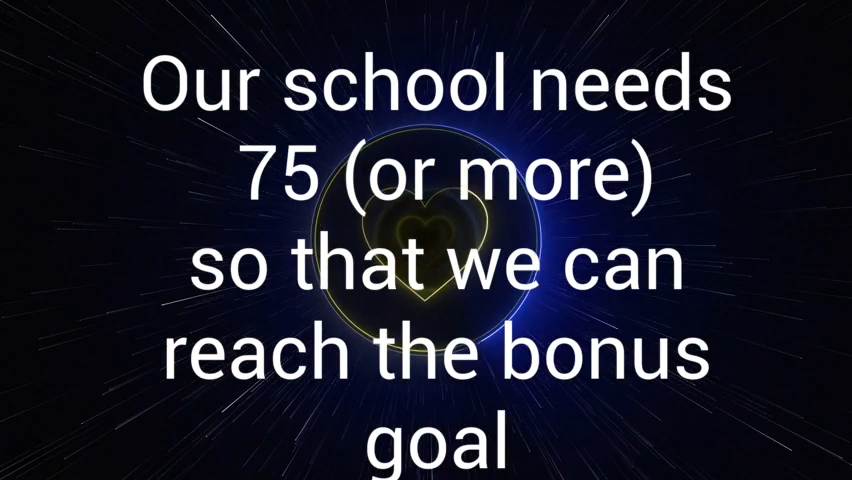 Our school needs
75 (or more)
so that we can
reach the bonus
goal